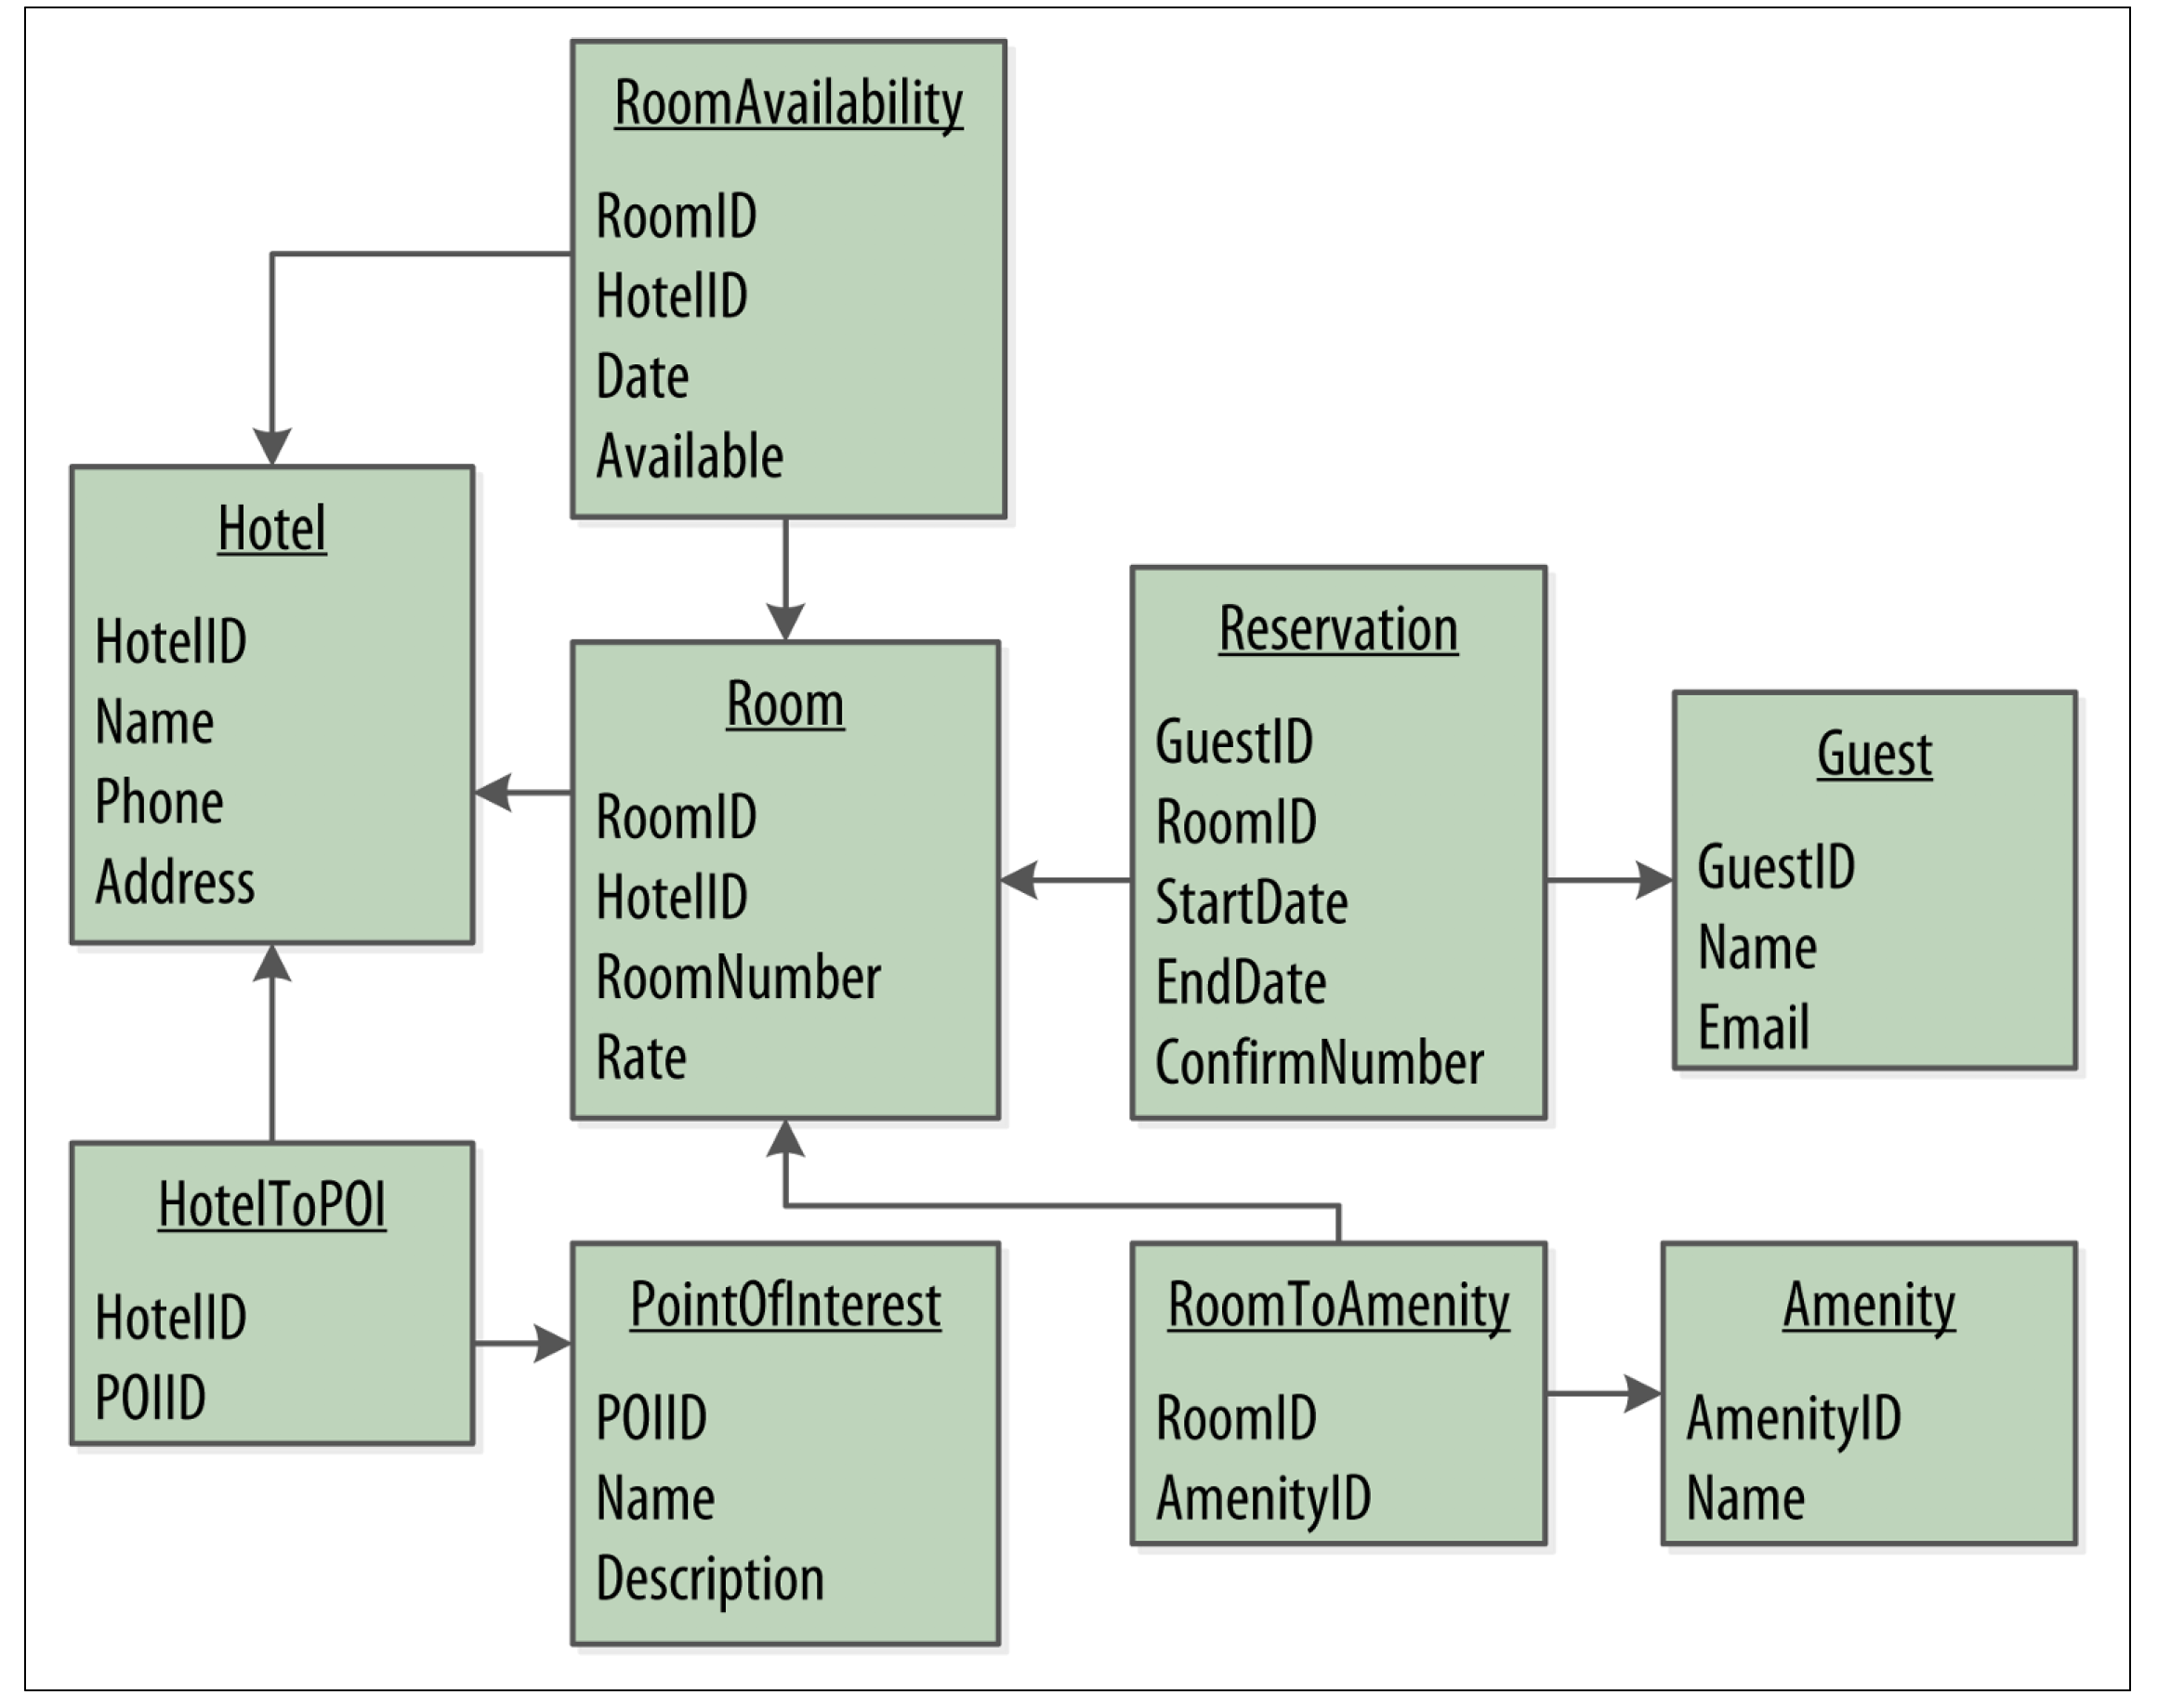 RoomAvailability
RoomID
HotelID
Date
Available
Hotel
HotelID
Name
Phone
Address
Room
RoomID
HotelID
RoomNumber
Rate
Reservation
GuestID
RoomID
StartDate
EndDate
ConfirmNumber
Guest
GuestID
Name
Email
HotelToPOI
HotelID
POIID
PointOfInterest
POIID
Name
Description
RoomToAmenity
RoomID
AmenityID
Amenity
AmenityID
Name